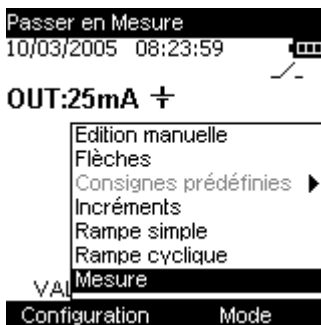 Passer en Mesure
10/03/2005 08:23:59
OUT:25mA
Edition manuelle
Flèches
Consignes prédéfinies
Incréments
Rampe simple
Rampe cyclique
Mesure
VAL
Configuration Mode